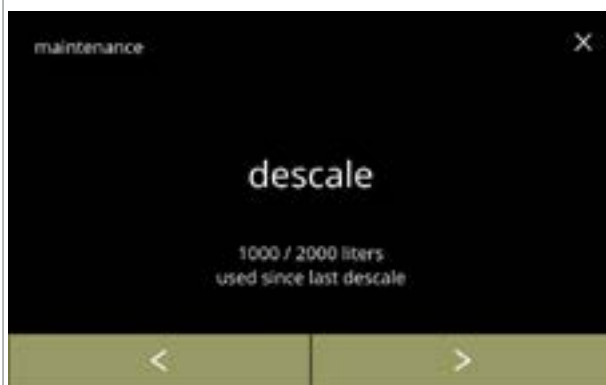 maintenance
descale
1000 / 2000 liters
used since last descale